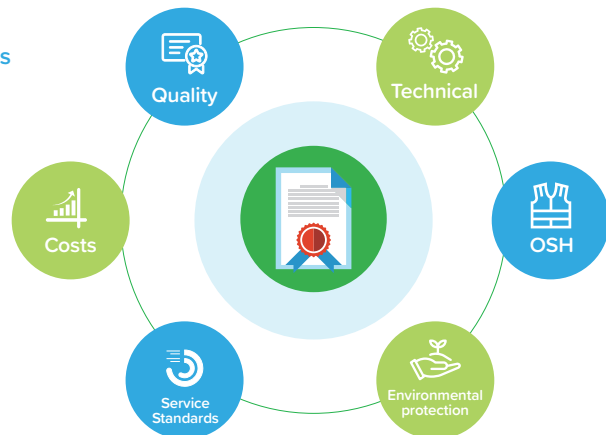 s
Quality
Technical
Costs
OSH
Service
Standards
Environmental
protection